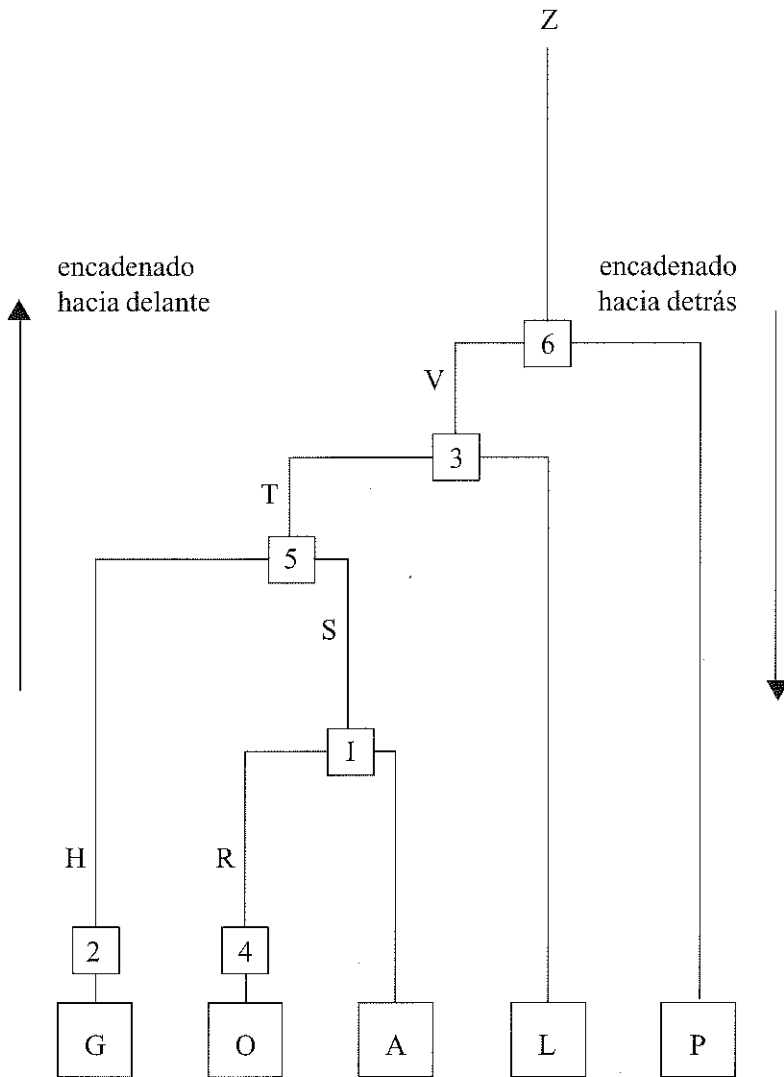 Z
encadenado
hacia delante
encadenado
hacia detrás
6
V
3
T
5
S
I
H
R
2
4
G
O
A
L
P